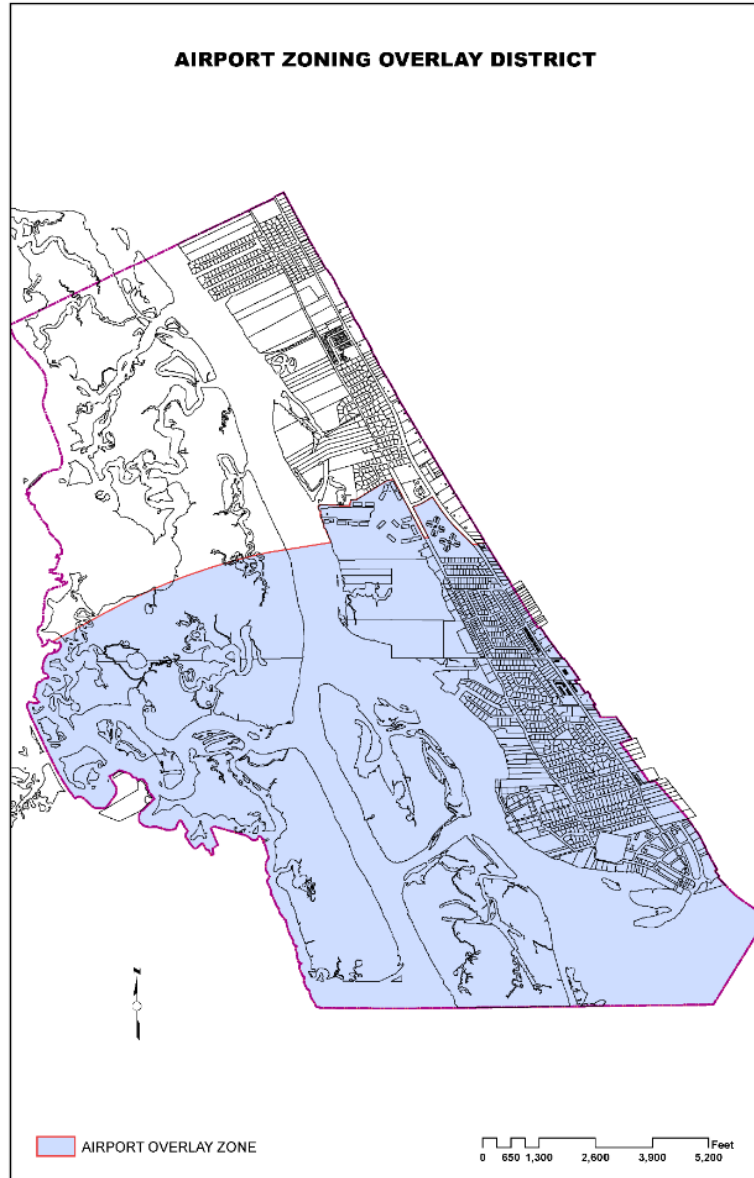 AIRPORT ZONING OVERLAY DISTRICT
N
AIRPORT OVERLAY ZONE
Feet
0 650 1,300 2,600 3,900 5,200